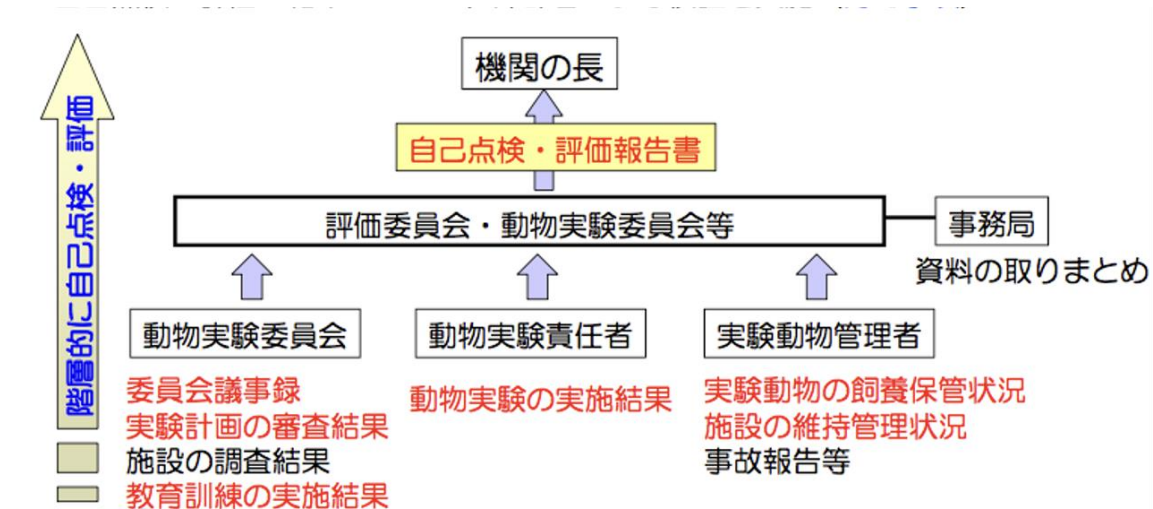 機関の長
自己点検・評価報告書
評価委員会・動物実験委員会等
事務局
資料の取りまとめ
階層的に自己点検・評価
動物実験委員会
委員会議事録
実験計画の審査結果
施設の調査結果
教育訓練の実施結果
動物実験責任者
動物実験の実施結果
実験動物管理者
実験動物の飼養保管状況
施設の維持管理状況
事故報告等